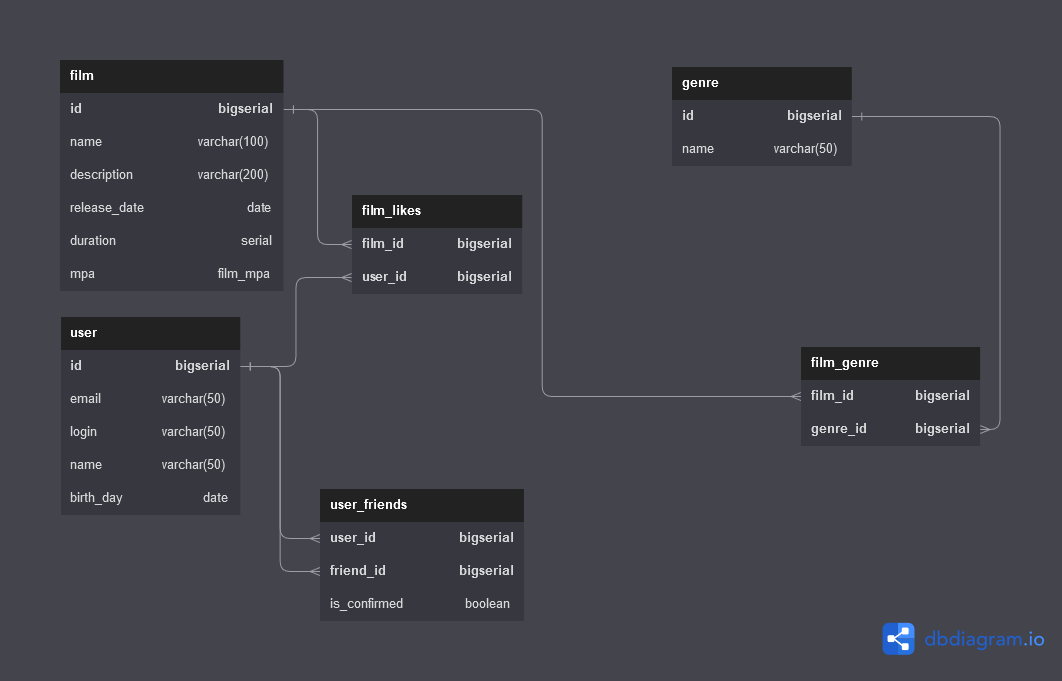 film
id bigserial
name varchar(100)
description varchar(200)
release_date date
duration serial
mpa film_mpa
genre
id bigserial
name varchar(50)
film_likes
film_id bigserial
user_id bigserial
user
id bigserial
email varchar(50)
login varchar(50)
name varchar(50)
birth_day date
film_genre
film_id bigserial
genre_id bigserial
user_friends
user_id bigserial
friend_id bigserial
is_confirmed boolean
dbdiagram.io